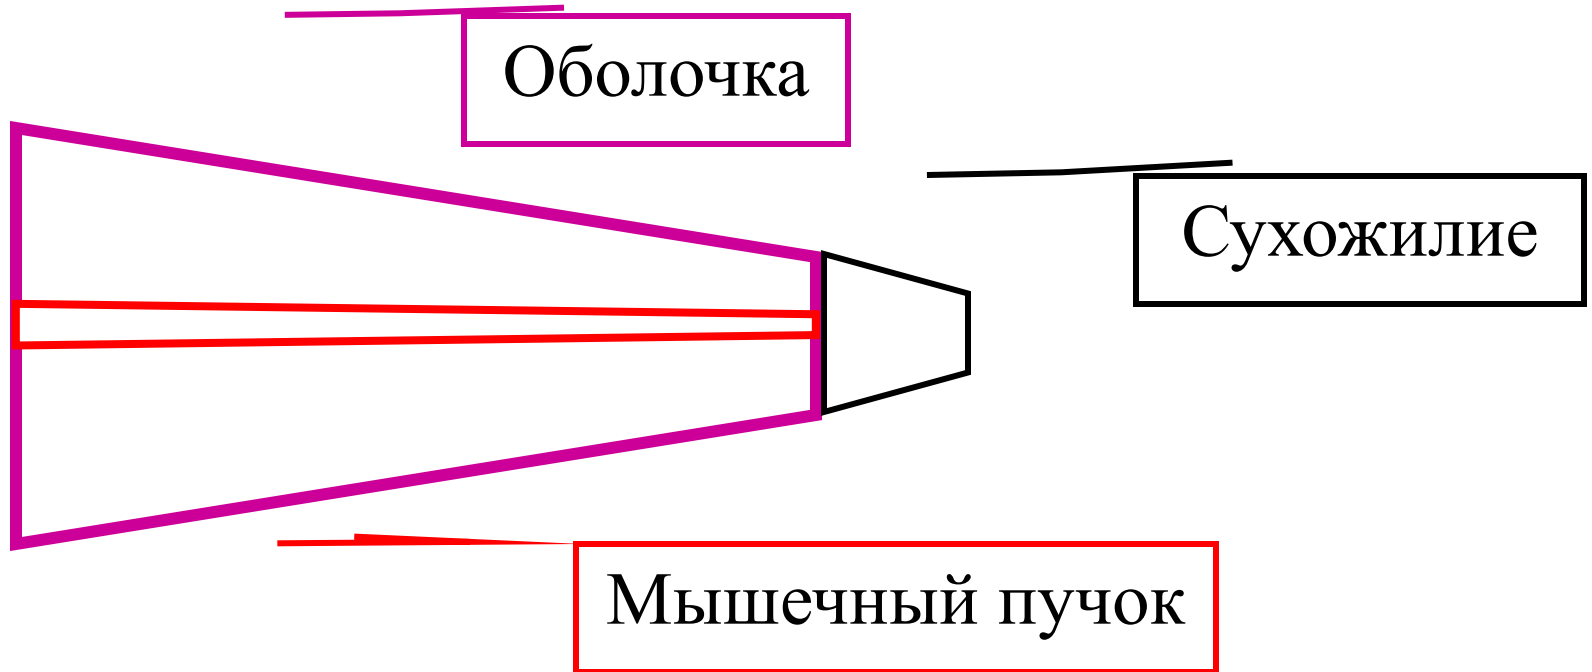 Оболочка
Сухожилие
Мышечный пучок